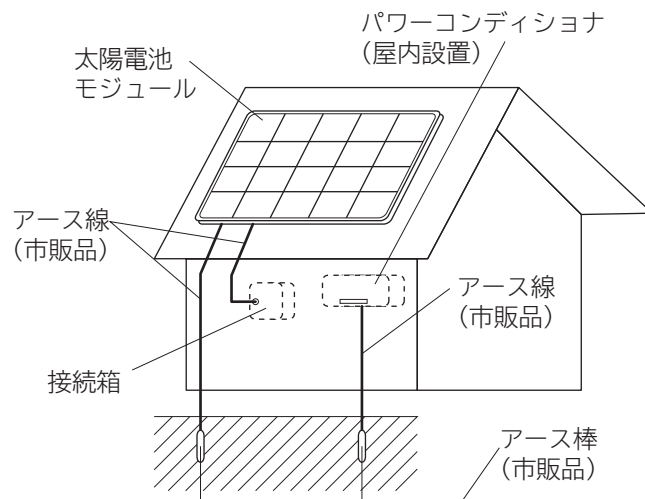 パワーコンディショナ
（屋内設置）
太陽電池
モジュール
アース線
（市販品）
アース線
（市販品）
接続箱
アース棒
（市販品）